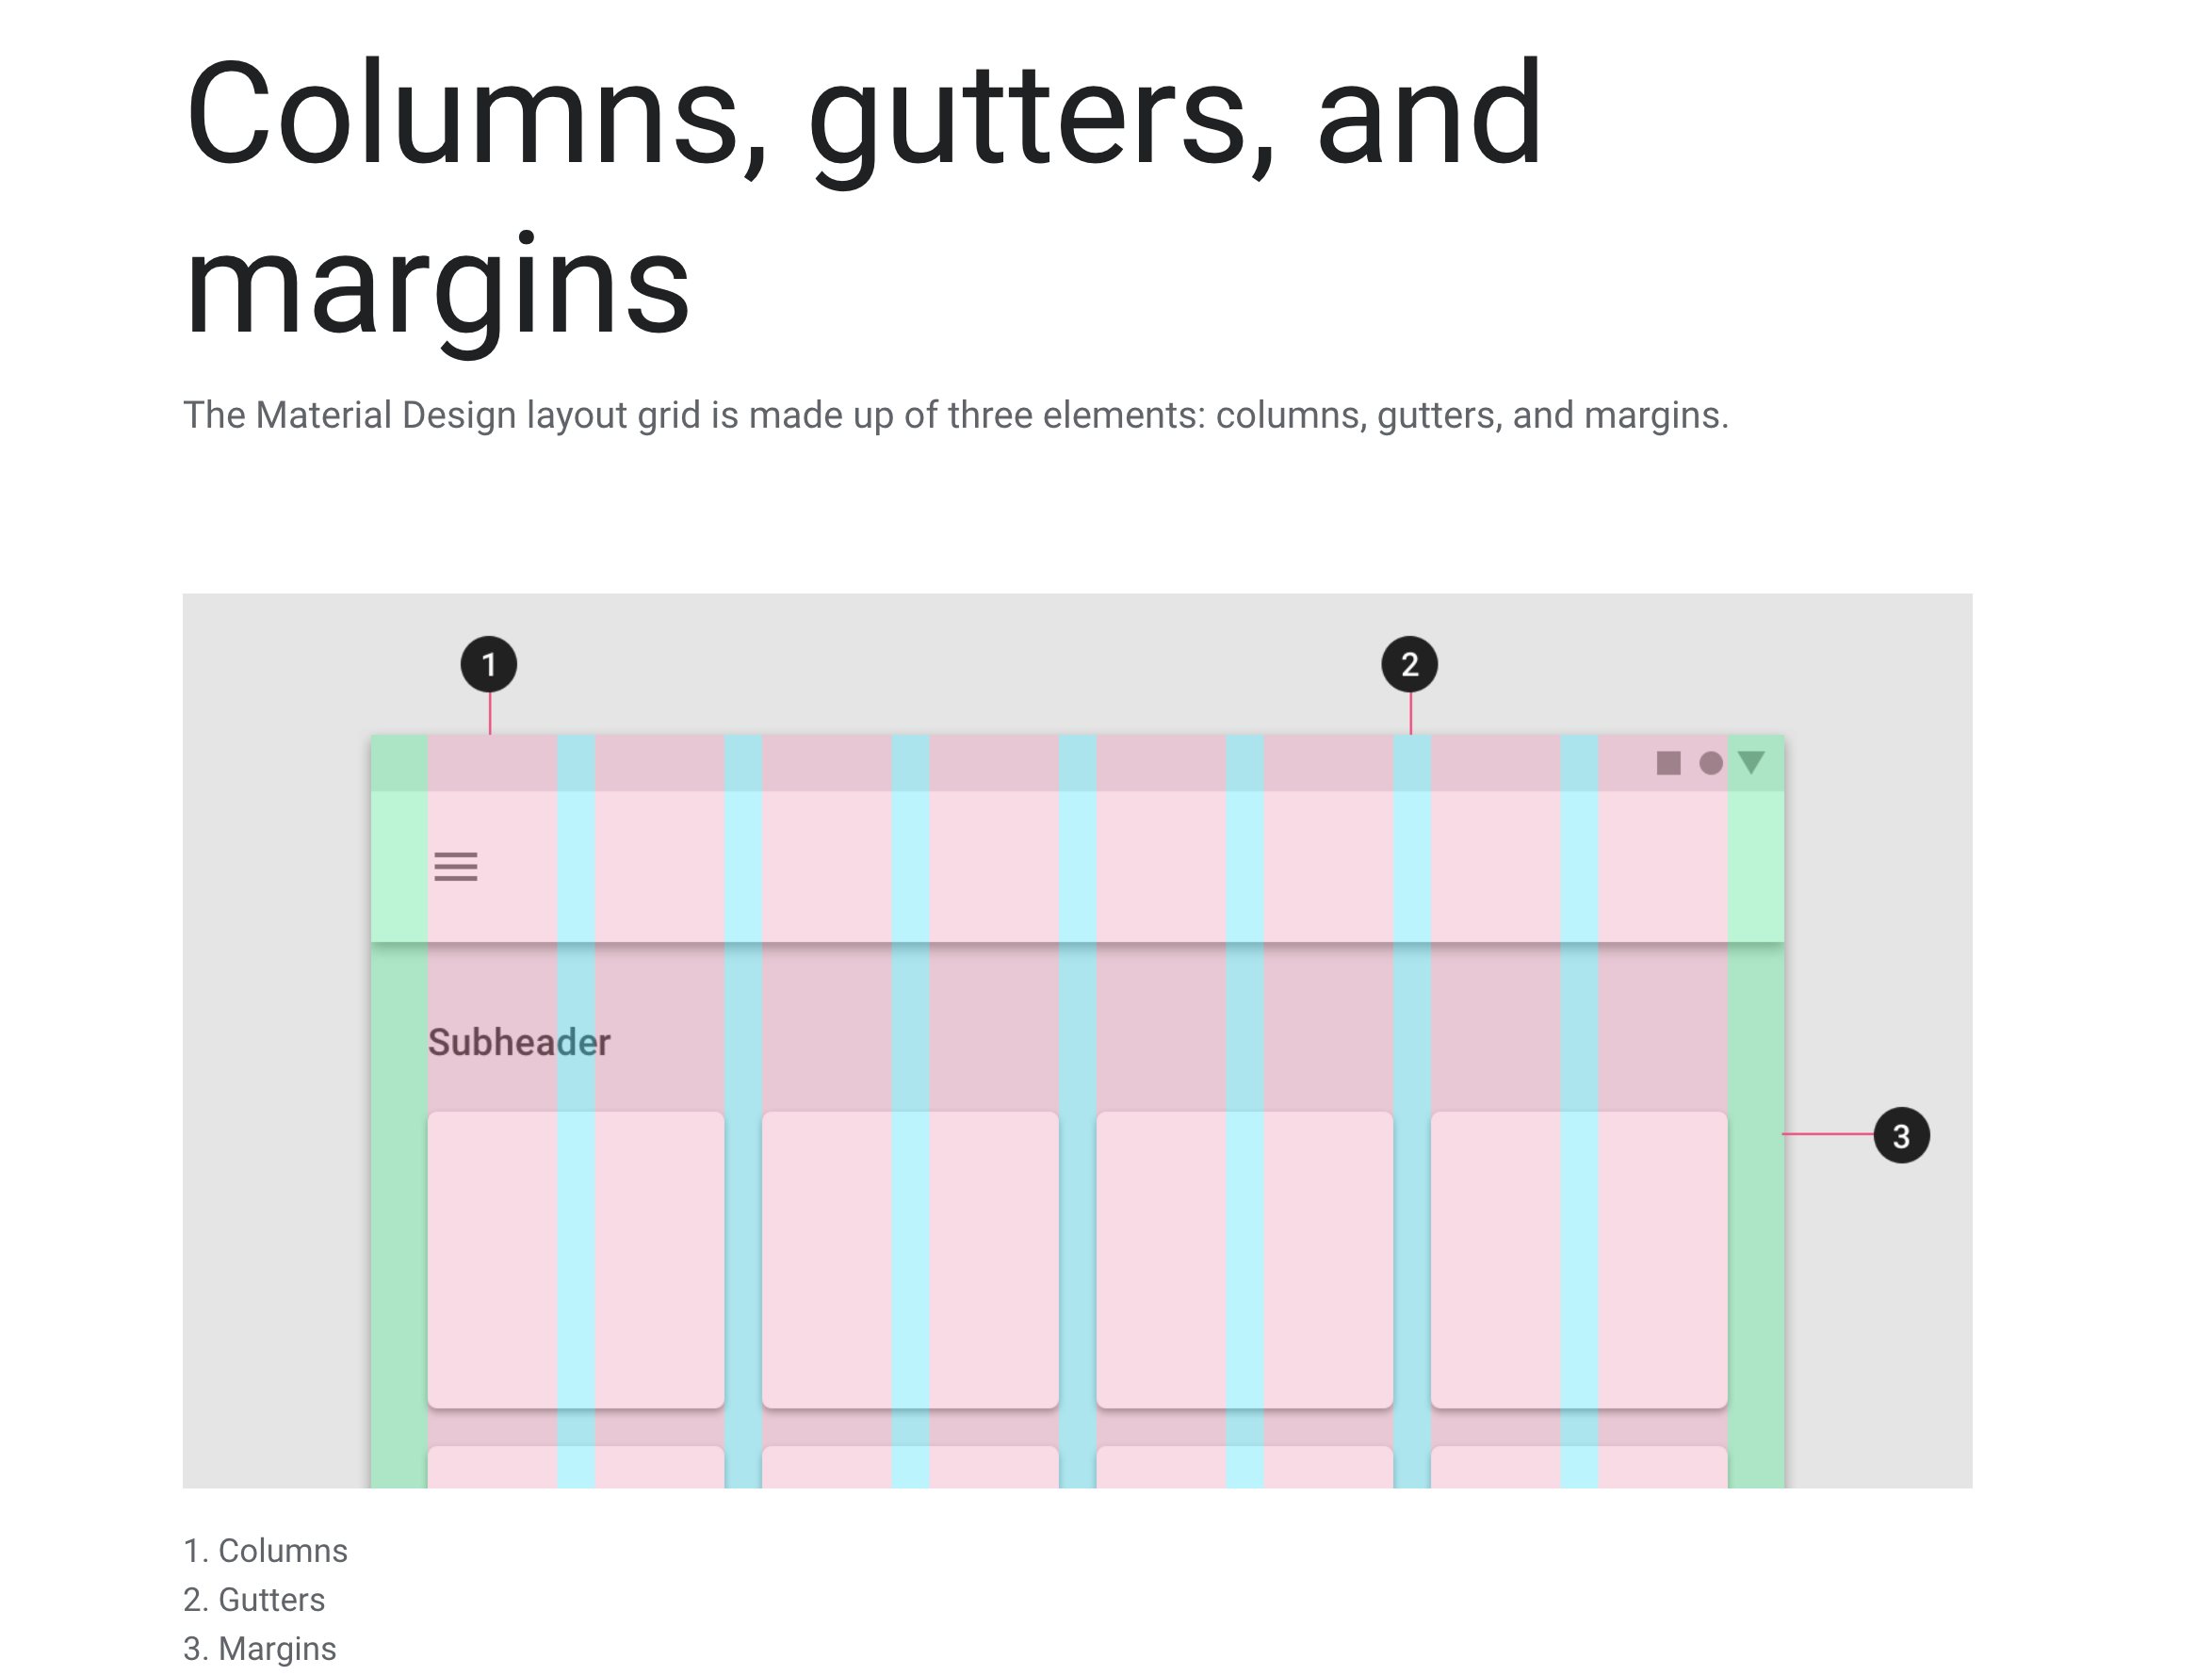 Columns, gutters, and
margins
The Material Design layout grid is made up of three elements: columns, gutters, and margins.
1
2
Subheader
3
1. Columns
2. Gutters
3. Margins